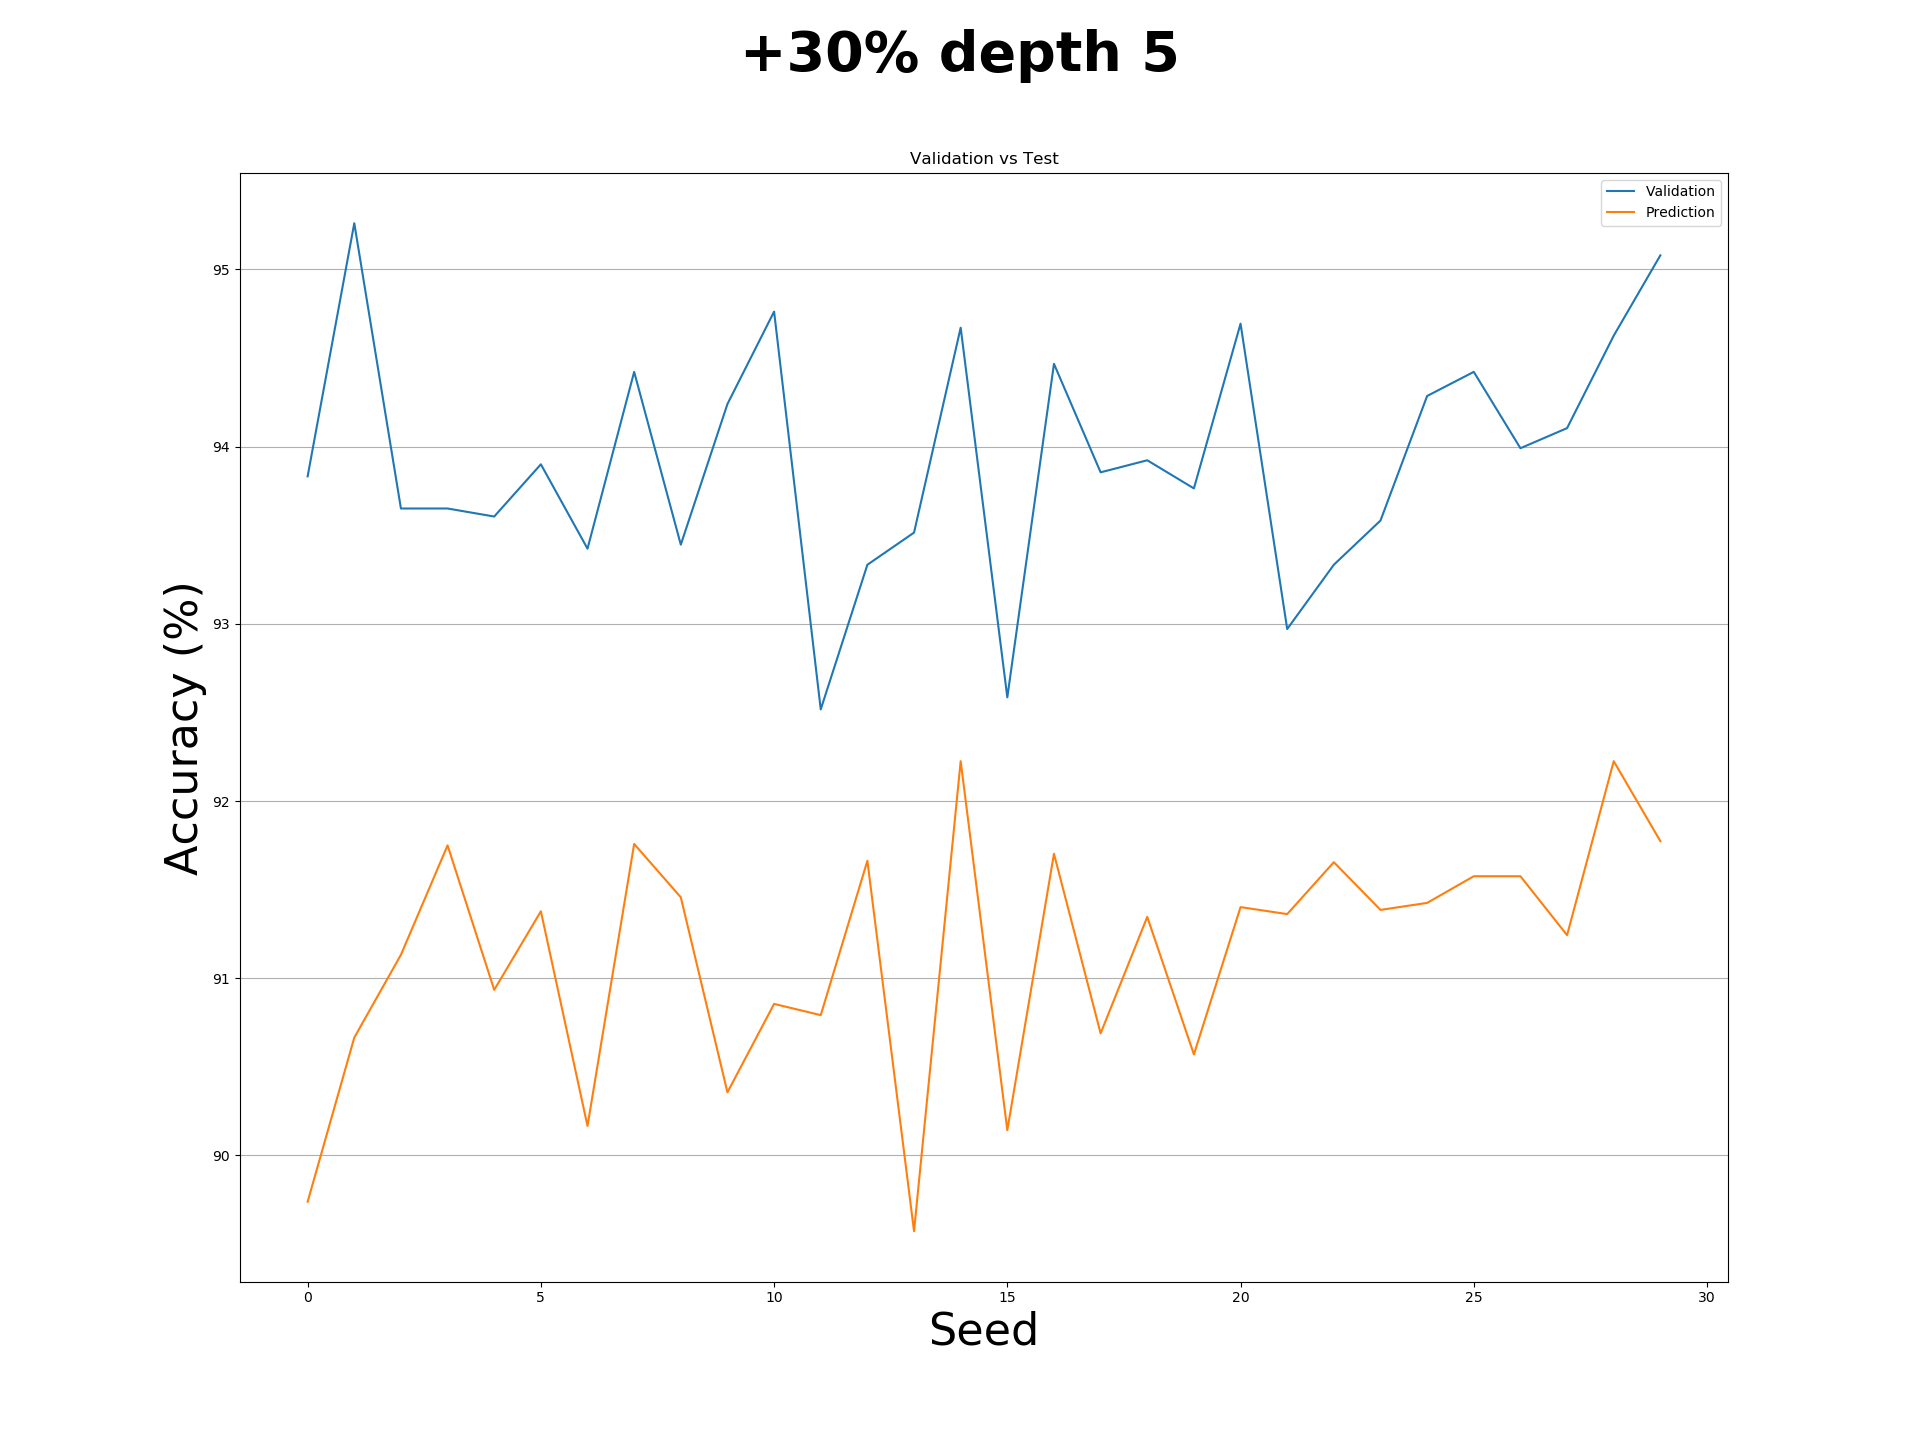 +30% depth 5
Validation vs Test
Validation
Prediction
95
94
93
92
91
90
Accuracy (%)
0 5 10 15 20 25 30
Seed